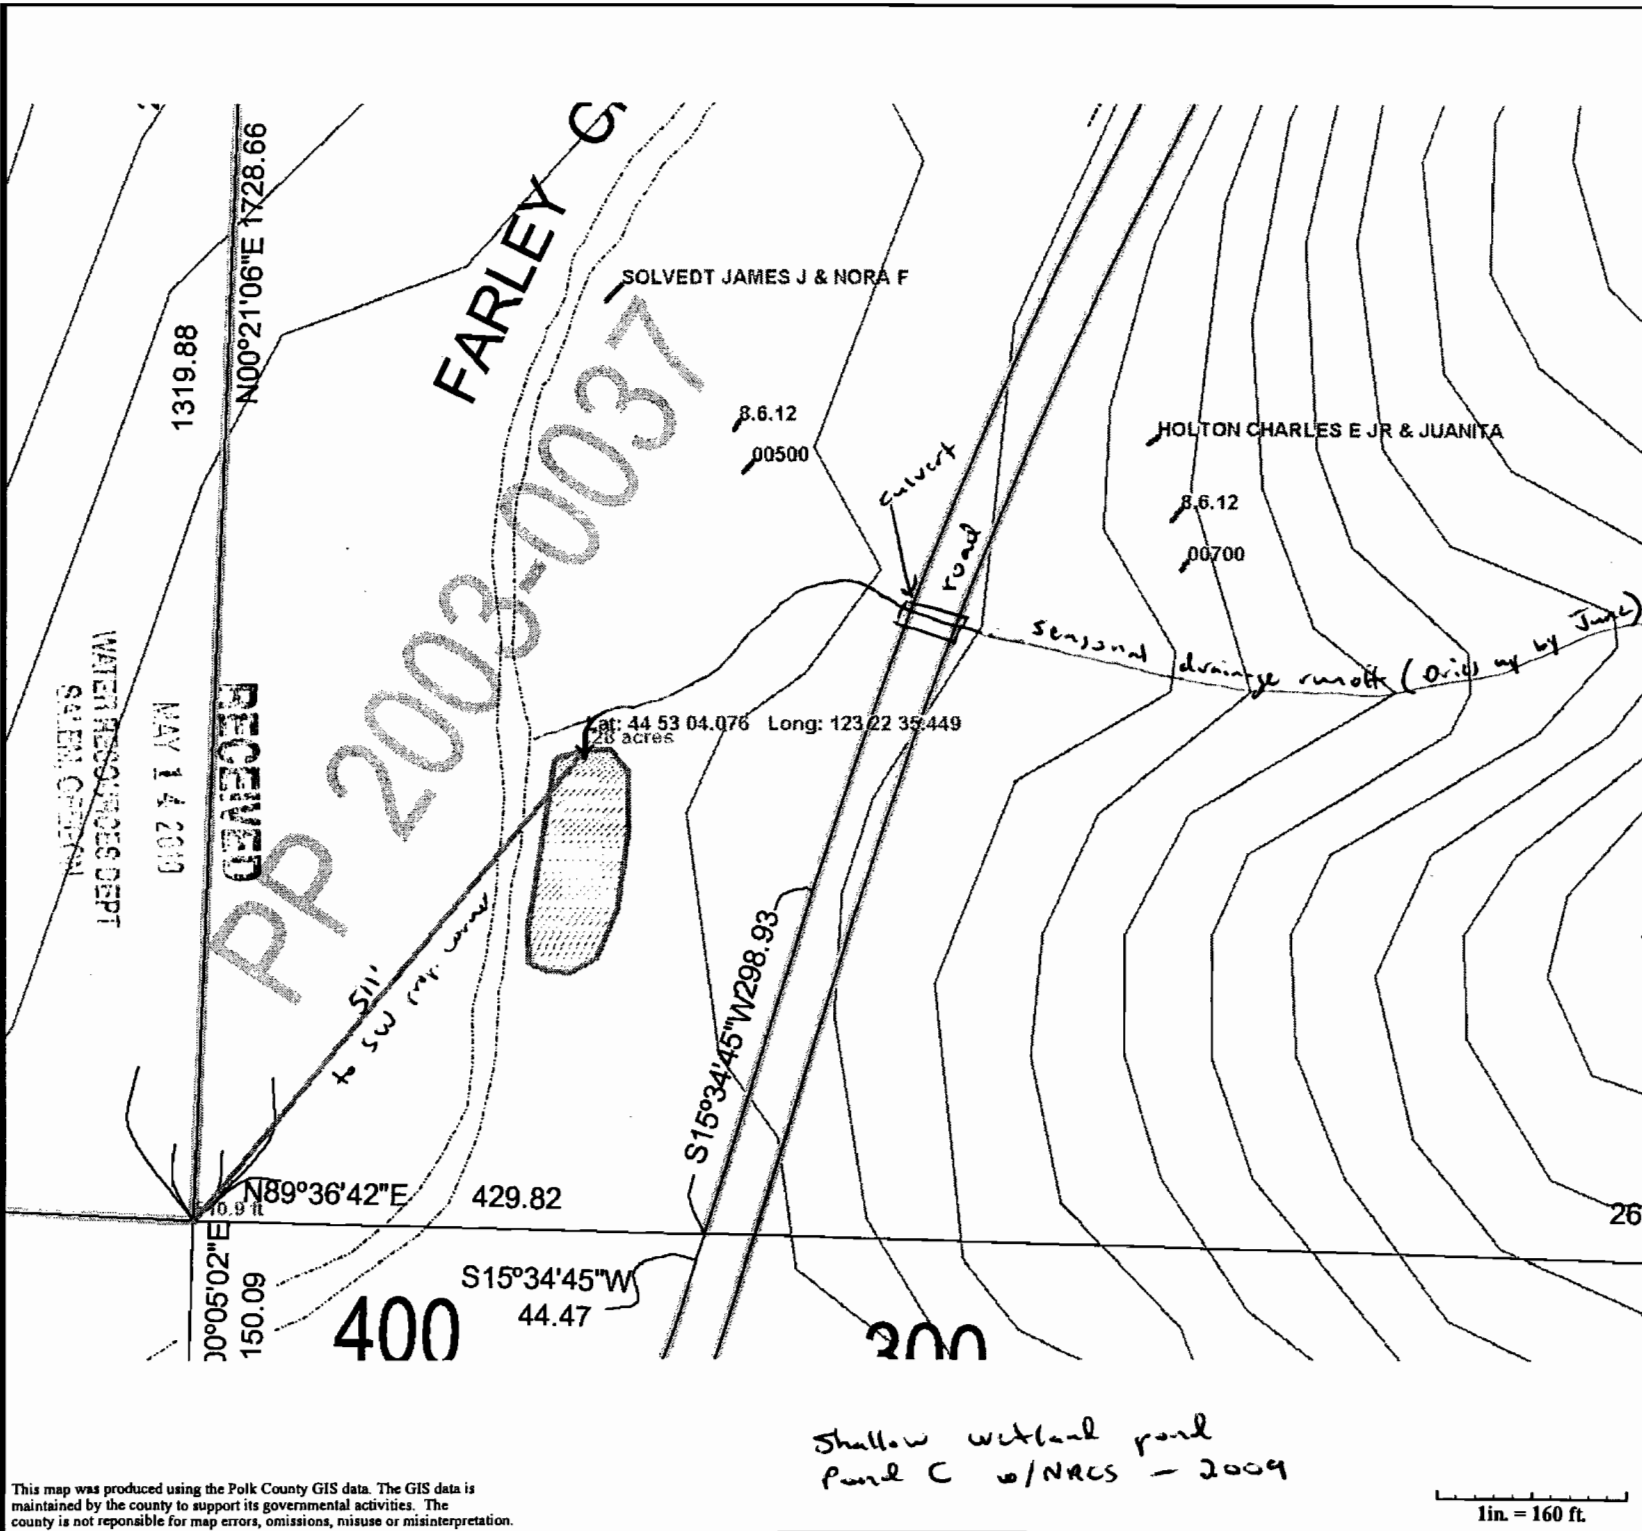 FARLEY
N00°21'06"E 1728.66
1319.88
SOLVEDT JAMES J & NORA F
PP 2003-0037
8.6.12
00500
culvert
road
HOLTON CHARLES E JR & JUANITA
8.6.12
00700
seasonal drainage runoff (Dries up by June)
Lat: 44 53 04.076 Long: 123 22 35.449
28 acres
RECEIVED
MAY 14 2010
WATER RESOURCES DEPT
SALEM, OREGON
511'
to SW prop. corner
S15°34'45"W 298.93
N89°36'42"E 429.82
10.9 ft
00°05'02"E
150.09
S15°34'45"W
44.47
400
300
26
Shallow wetland pond
Pond C w/NRCS - 2009
This map was produced using the Polk County GIS data. The GIS data is
maintained by the county to support its governmental activities. The
county is not reponsible for map errors, omissions, misuse or misinterpretation.
1in. = 160 ft.